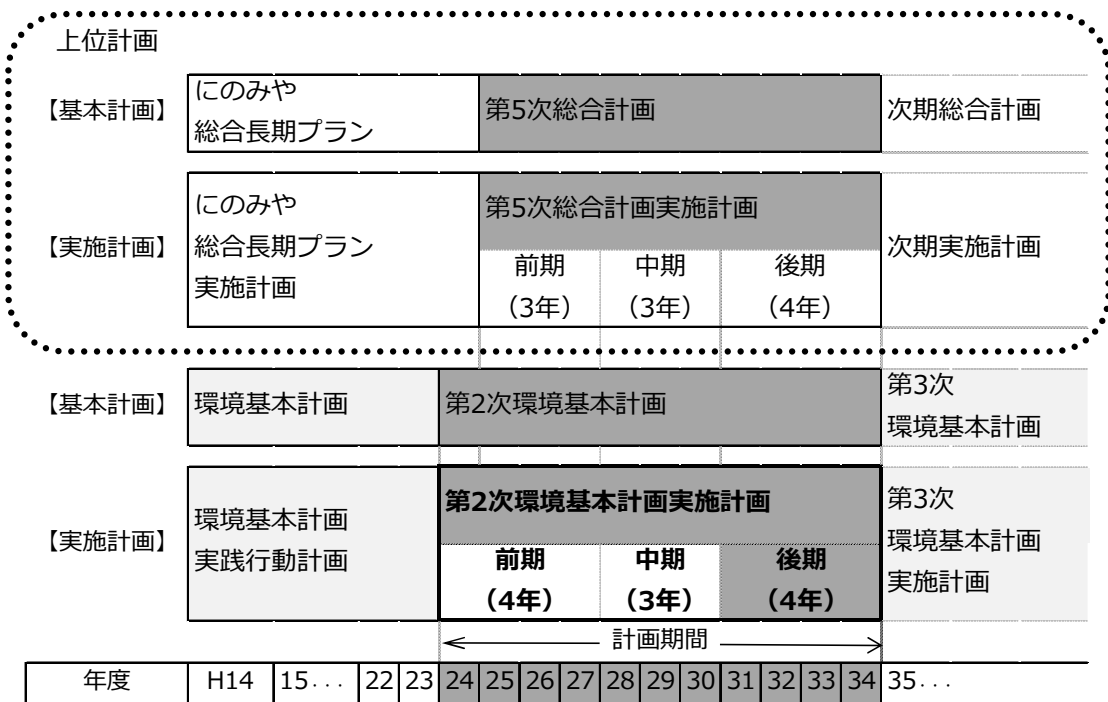 上位計画
【基本計画】
にのみや
総合長期プラン
第5次総合計画
次期総合計画
【実施計画】
にのみや
総合長期プラン
実施計画
第5次総合計画実施計画
前期
（3年）
中期
（3年）
後期
（4年）
次期実施計画
【基本計画】
環境基本計画
第2次環境基本計画
第3次
環境基本計画
【実施計画】
環境基本計画
実践行動計画
第2次環境基本計画実施計画
前期
（4年）
中期
（3年）
後期
（4年）
第3次
環境基本計画
実施計画
計画期間
年度 H14 15... 22 23 24 25 26 27 28 29 30 31 32 33 34 35...